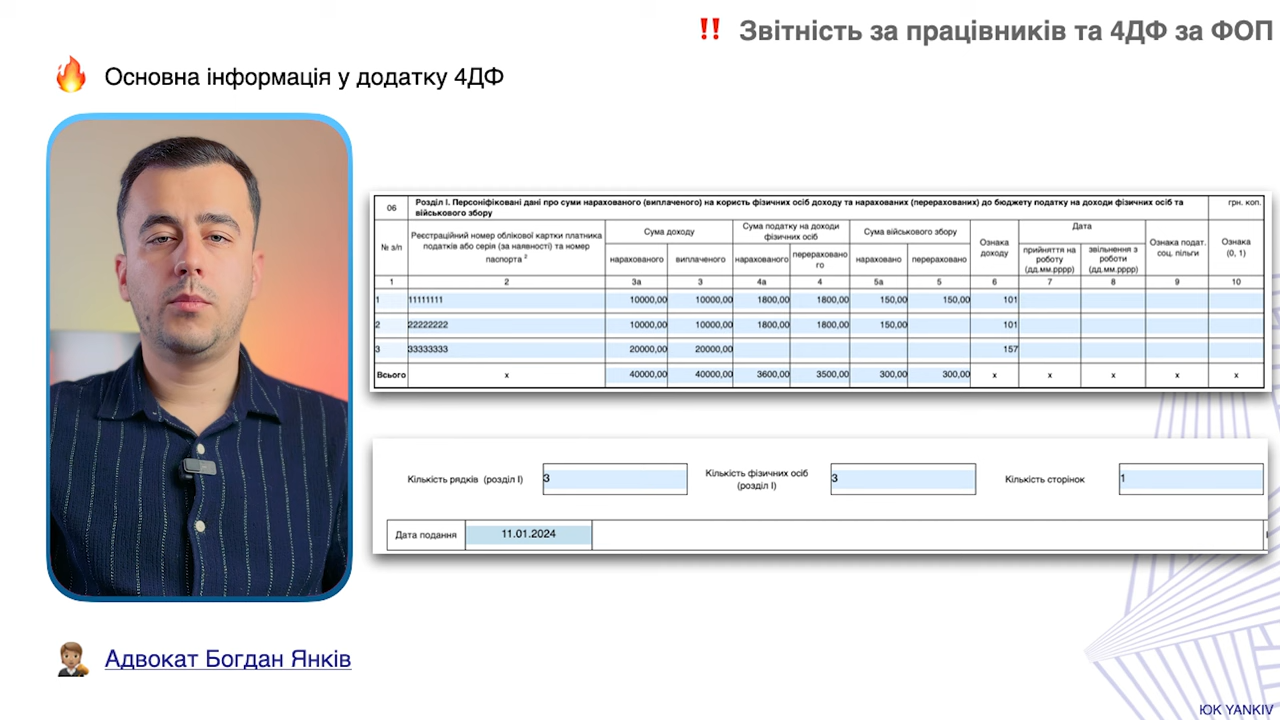 ‼ Звітність за працівників та 4ДФ за ФОП
🔥 Основна інформація у додатку 4ДФ
06 Розділ I. Персоніфіковані дані про суми нарахованого (виплаченого) на користь фізичних осіб доходу та нарахованих (перерахованих) до бюджету податку на доходи фізичних осіб та військового збору грн. коп.
№ з/п Реєстраційний номер облікової картки платника податків або серія (за наявності) та номер паспорта ² Сума доходу Сума податку на доходи фізичних осіб Сума військового збору Ознака доходу Дата Ознака подат. соц. пільги Ознака (0, 1)
нарахованого виплаченого нарахованого перерахованого нараховано перераховано прийняття на роботу (дд.мм.рррр) звільнення з роботи (дд.мм.рррр)
1 2 3а 3 4а 4 5а 5 6 7 8 9 10
1 11111111 10000,00 10000,00 1800,00 1800,00 150,00 150,00 101
2 22222222 10000,00 10000,00 1800,00 1800,00 150,00 101
3 33333333 20000,00 20000,00 157
Всього х 40000,00 40000,00 3600,00 3500,00 300,00 300,00 х х х х х
Кількість рядків (розділ I) 3 Кількість фізичних осіб (розділ I) 3 Кількість сторінок 1
Дата подання 11.01.2024
Адвокат Богдан Янків
ЮК YANKIV